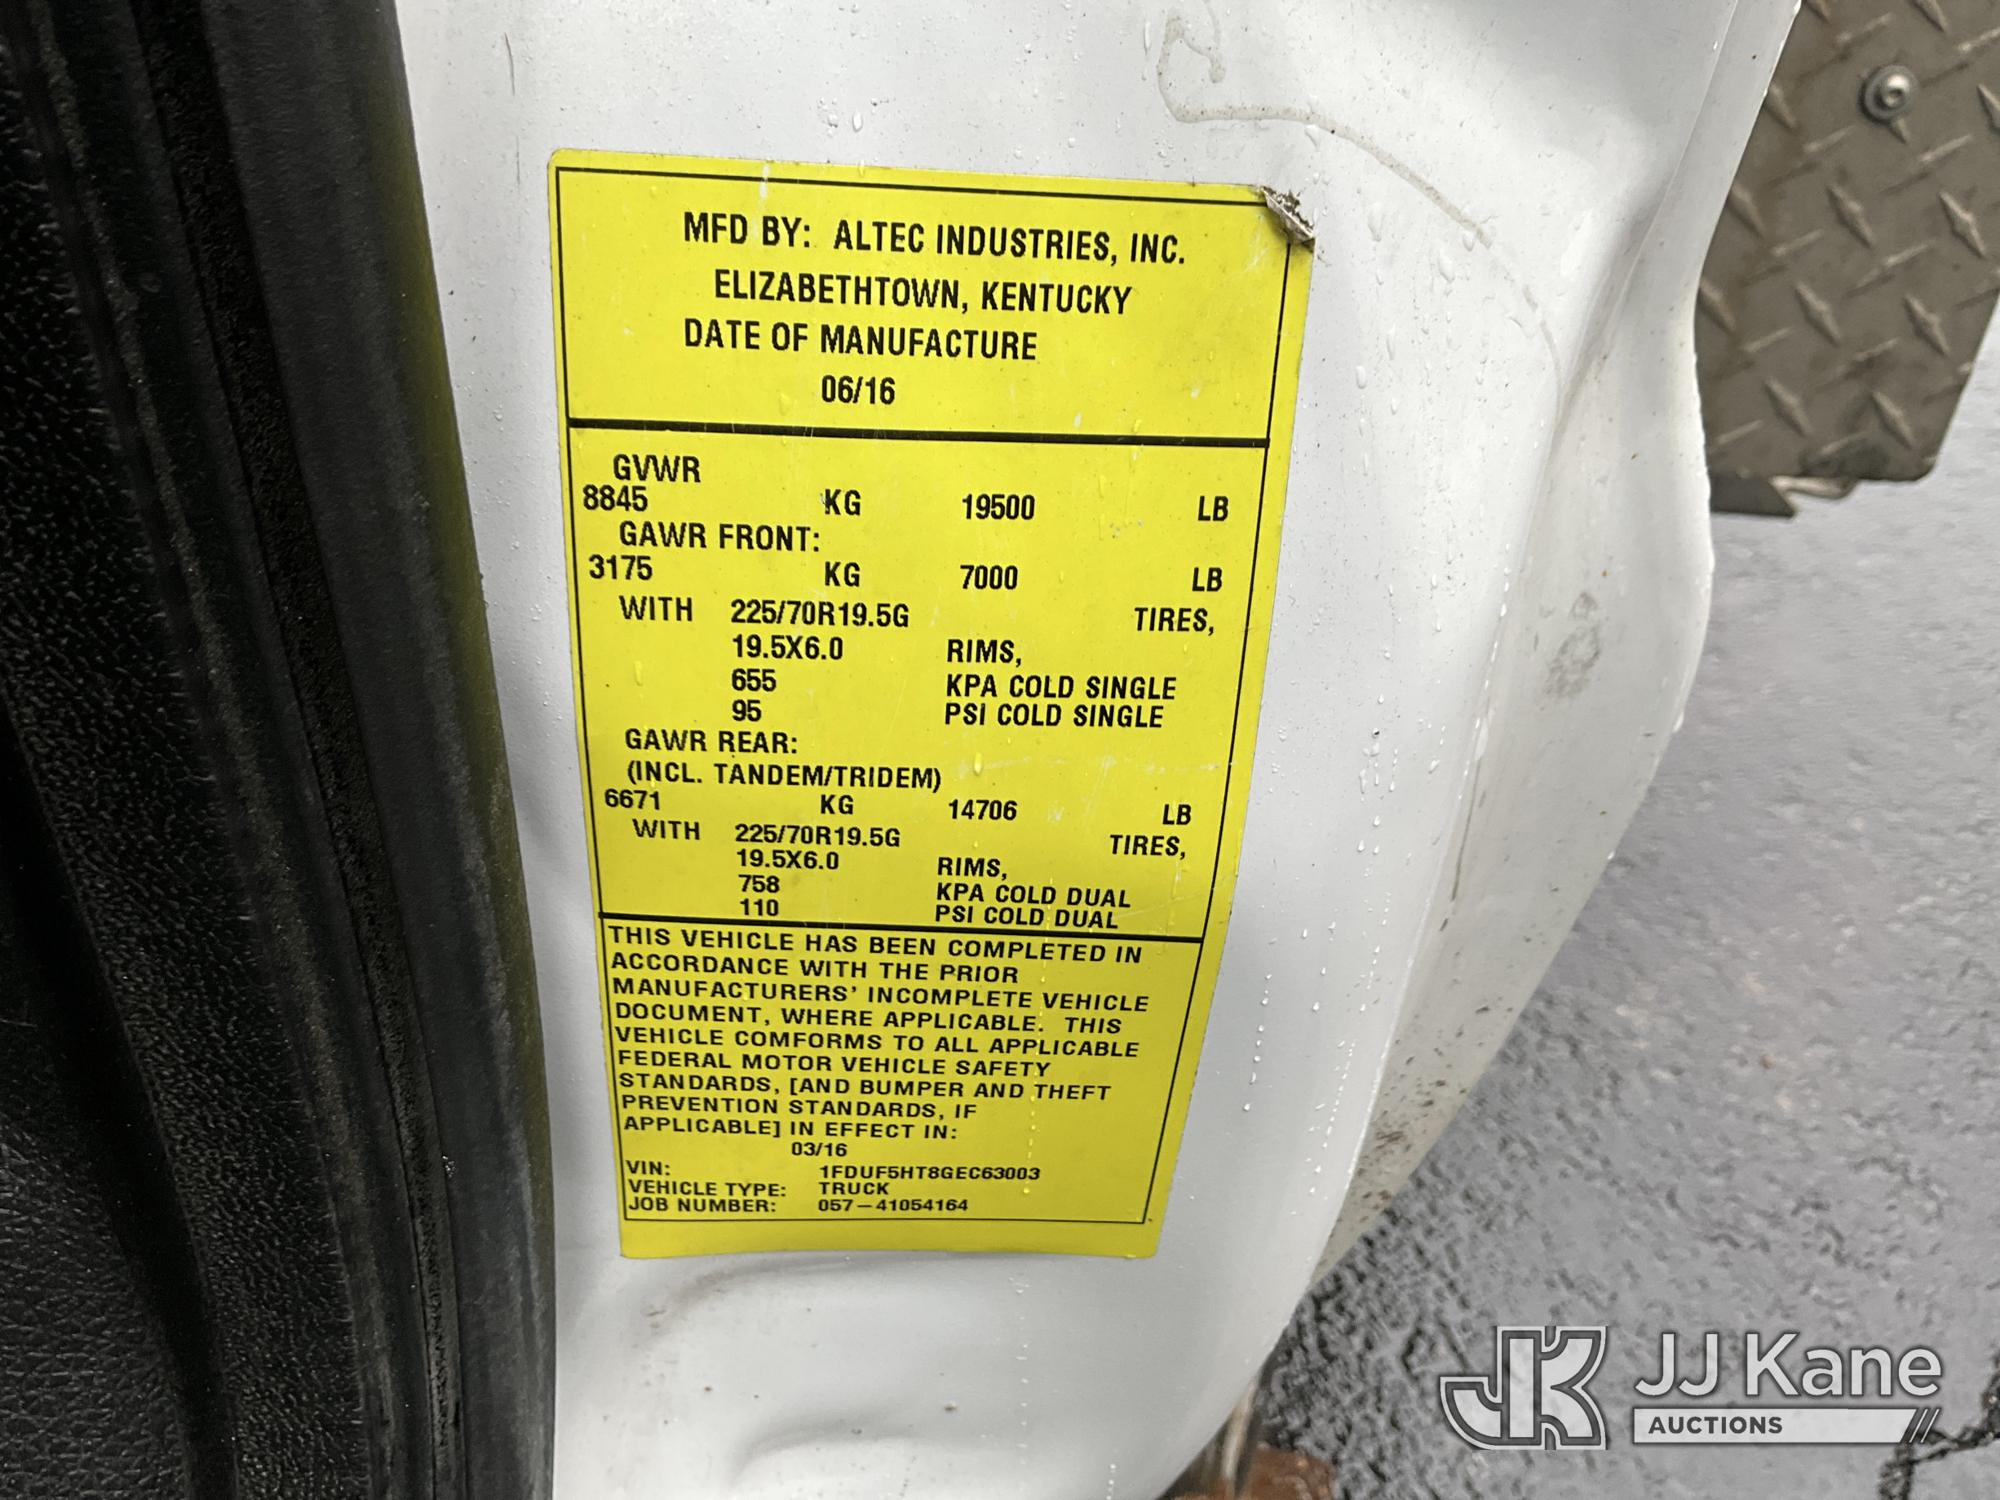 MFD BY: ALTEC INDUSTRIES, INC.
ELIZABETHTOWN, KENTUCKY
DATE OF MANUFACTURE
06/16
GVWR
8845 KG 19500 LB
GAWR FRONT:
3175 KG 7000 LB
WITH 225/70R19.5G TIRES,
19.5X6.0 RIMS,
655 KPA COLD SINGLE
95 PSI COLD SINGLE
GAWR REAR:
(INCL. TANDEM/TRIDEM)
6671 KG 14706 LB
WITH 225/70R19.5G TIRES,
19.5X6.0 RIMS,
758 KPA COLD DUAL
110 PSI COLD DUAL
THIS VEHICLE HAS BEEN COMPLETED IN
ACCORDANCE WITH THE PRIOR
MANUFACTURERS' INCOMPLETE VEHICLE
DOCUMENT, WHERE APPLICABLE. THIS
VEHICLE COMFORMS TO ALL APPLICABLE
FEDERAL MOTOR VEHICLE SAFETY
STANDARDS, [AND BUMPER AND THEFT
PREVENTION STANDARDS, IF
APPLICABLE] IN EFFECT IN:
03/16
VIN: 1FDUF5HT8GEC63003
VEHICLE TYPE: TRUCK
JOB NUMBER: 057-41054164
JK JJ Kane
AUCTIONS